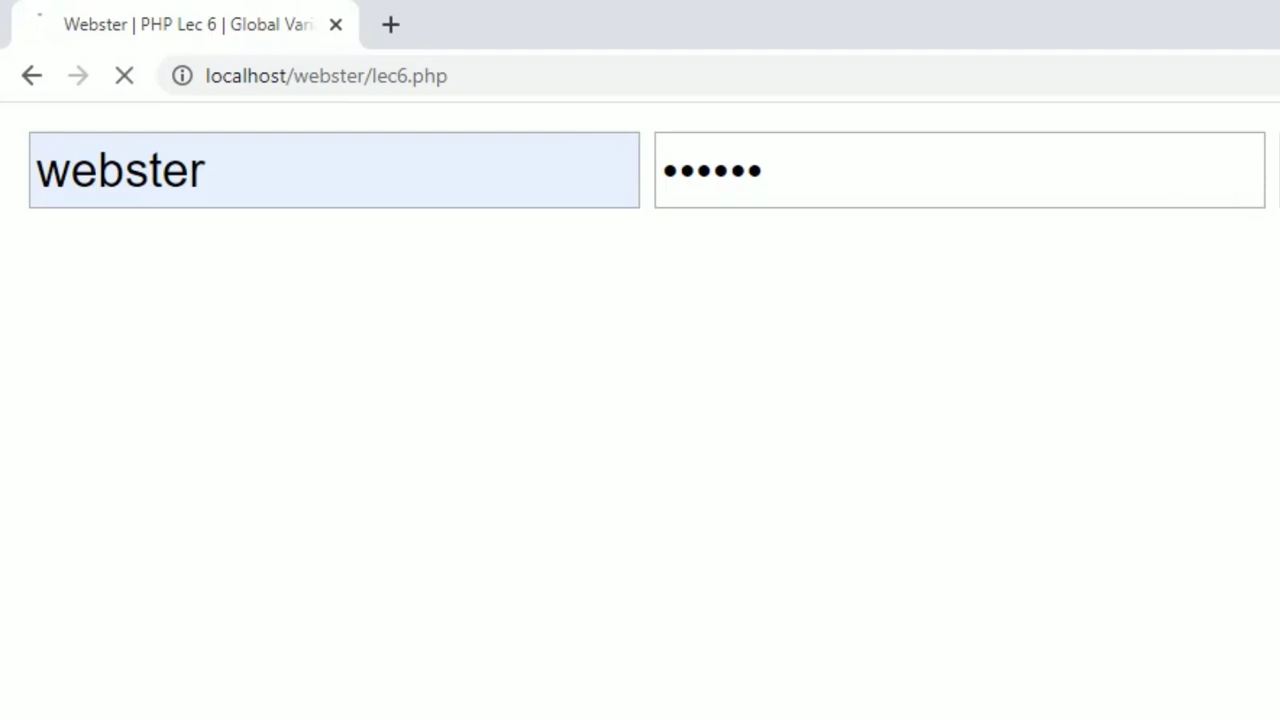 Webster | PHP Lec 6 | Global Vari
localhost/webster/lec6.php
webster
••••••